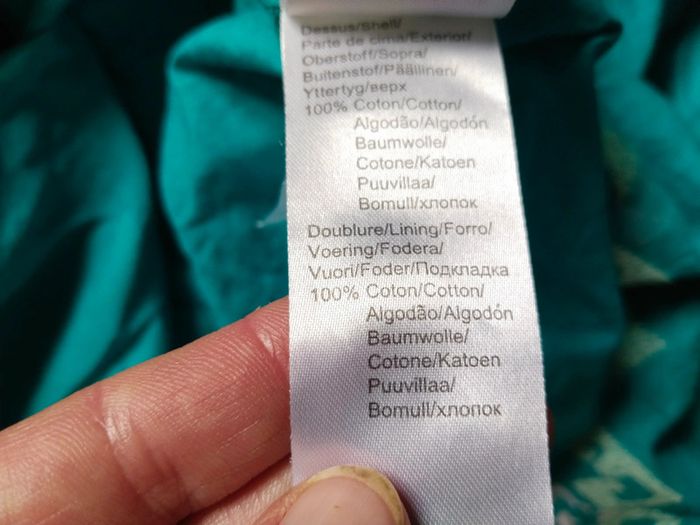 Dessus/Shell/
Parte de cima/Exterior/
Oberstoff/Sopra/
Buitenstof/Päällinen/
Yttertyg/верх
100% Coton/Cotton/
Algodão/Algodón
Baumwolle/
Cotone/Katoen
Puuvillaa/
Bomull/хлопок
Doublure/Lining/Forro/
Voering/Fodera/
Vuori/Foder/Подкладка
100% Coton/Cotton/
Algodão/Algodón
Baumwolle/
Cotone/Katoen
Puuvillaa/
Bomull/хлопок